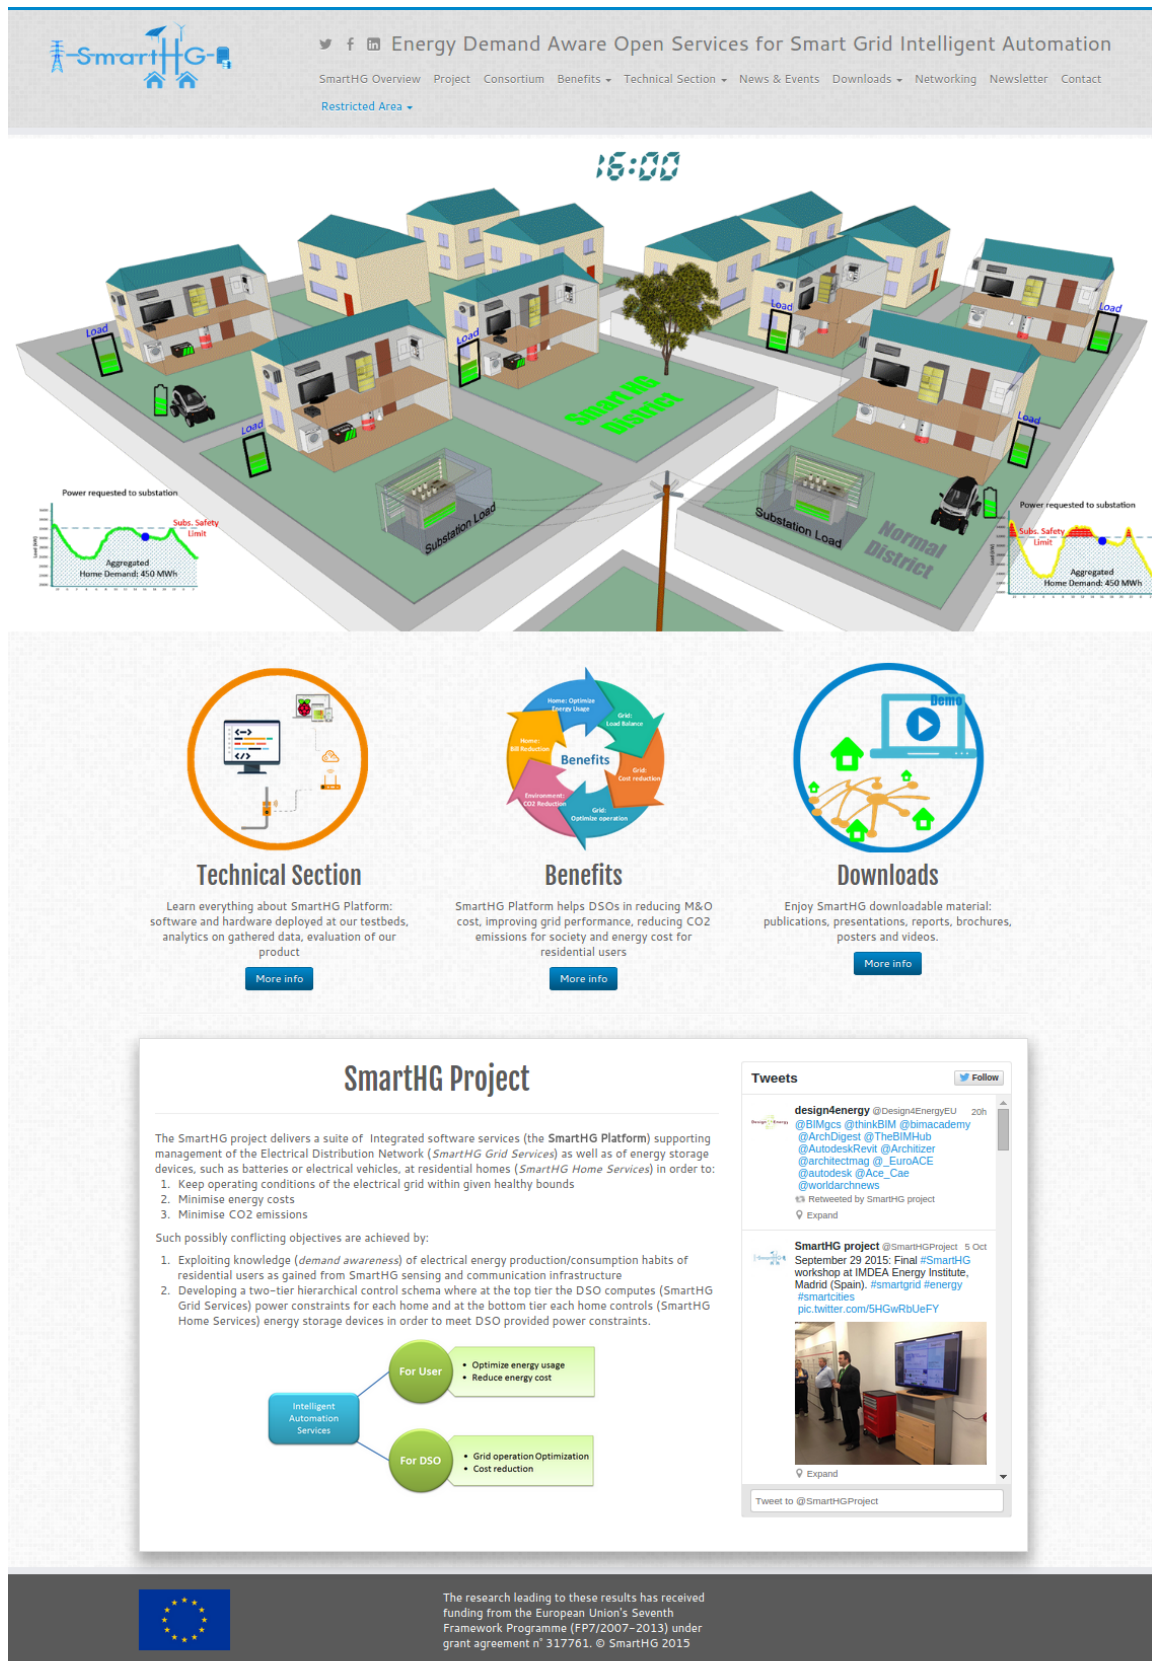 SmartHG
Energy Demand Aware Open Services for Smart Grid Intelligent Automation
SmartHG Overview Project Consortium Benefits Technical Section News & Events Downloads Networking Newsletter Contact
Restricted Area
16:00
Load
Load
Load
Load
Load
Load
Smart HG
District
Substation Load
Substation Load
Normal
District
Power requested to substation
Subs. Safety
Limit
Aggregated
Home Demand: 450 MWh
Power requested to substation
Subs. Safety
Limit
Aggregated
Home Demand: 450 MWh
Home: Optimize
Energy Usage
Grid:
Load Balance
Home:
Bill Reduction
Benefits
Grid:
Cost reduction
Environment:
CO2 Reduction
Grid:
Optimize operation
Demo
Technical Section
Learn everything about SmartHG Platform:
software and hardware deployed at our testbeds,
analytics on gathered data, evaluation of our
product
More info
Benefits
SmartHG Platform helps DSOs in reducing M&O
cost, improving grid performance, reducing CO2
emissions for society and energy cost for
residential users
More info
Downloads
Enjoy SmartHG downloadable material:
publications, presentations, reports, brochures,
posters and videos.
More info
SmartHG Project
The SmartHG project delivers a suite of Integrated software services (the SmartHG Platform) supporting
management of the Electrical Distribution Network (SmartHG Grid Services) as well as of energy storage
devices, such as batteries or electrical vehicles, at residential homes (SmartHG Home Services) in order to:
1. Keep operating conditions of the electrical grid within given healthy bounds
2. Minimise energy costs
3. Minimise CO2 emissions
Such possibly conflicting objectives are achieved by:
1. Exploiting knowledge (demand awareness) of electrical energy production/consumption habits of
residential users as gained from SmartHG sensing and communication infrastructure
2. Developing a two-tier hierarchical control schema where at the top tier the DSO computes (SmartHG
Grid Services) power constraints for each home and at the bottom tier each home controls (SmartHG
Home Services) energy storage devices in order to meet DSO provided power constraints.
Intelligent
Automation
Services
For User
• Optimize energy usage
• Reduce energy cost
For DSO
• Grid operation Optimization
• Cost reduction
Tweets
Follow
design4energy @Design4EnergyEU 20h
@BIMgcs @thinkBIM @bimacademy
@ArchDigest @TheBIMHub
@AutodeskRevit @Architizer
@architectmag @_EuroACE
@autodesk @Ace_Cae
@worldarchnews
Retweeted by SmartHG project
Expand
SmartHG project @SmartHGProject 5 Oct
September 29 2015: Final #SmartHG
workshop at IMDEA Energy Institute,
Madrid (Spain). #smartgrid #energy
#smartcities
pic.twitter.com/5HGwRbUeFY
Expand
Tweet to @SmartHGProject
The research leading to these results has received
funding from the European Union's Seventh
Framework Programme (FP7/2007-2013) under
grant agreement n° 317761. © SmartHG 2015